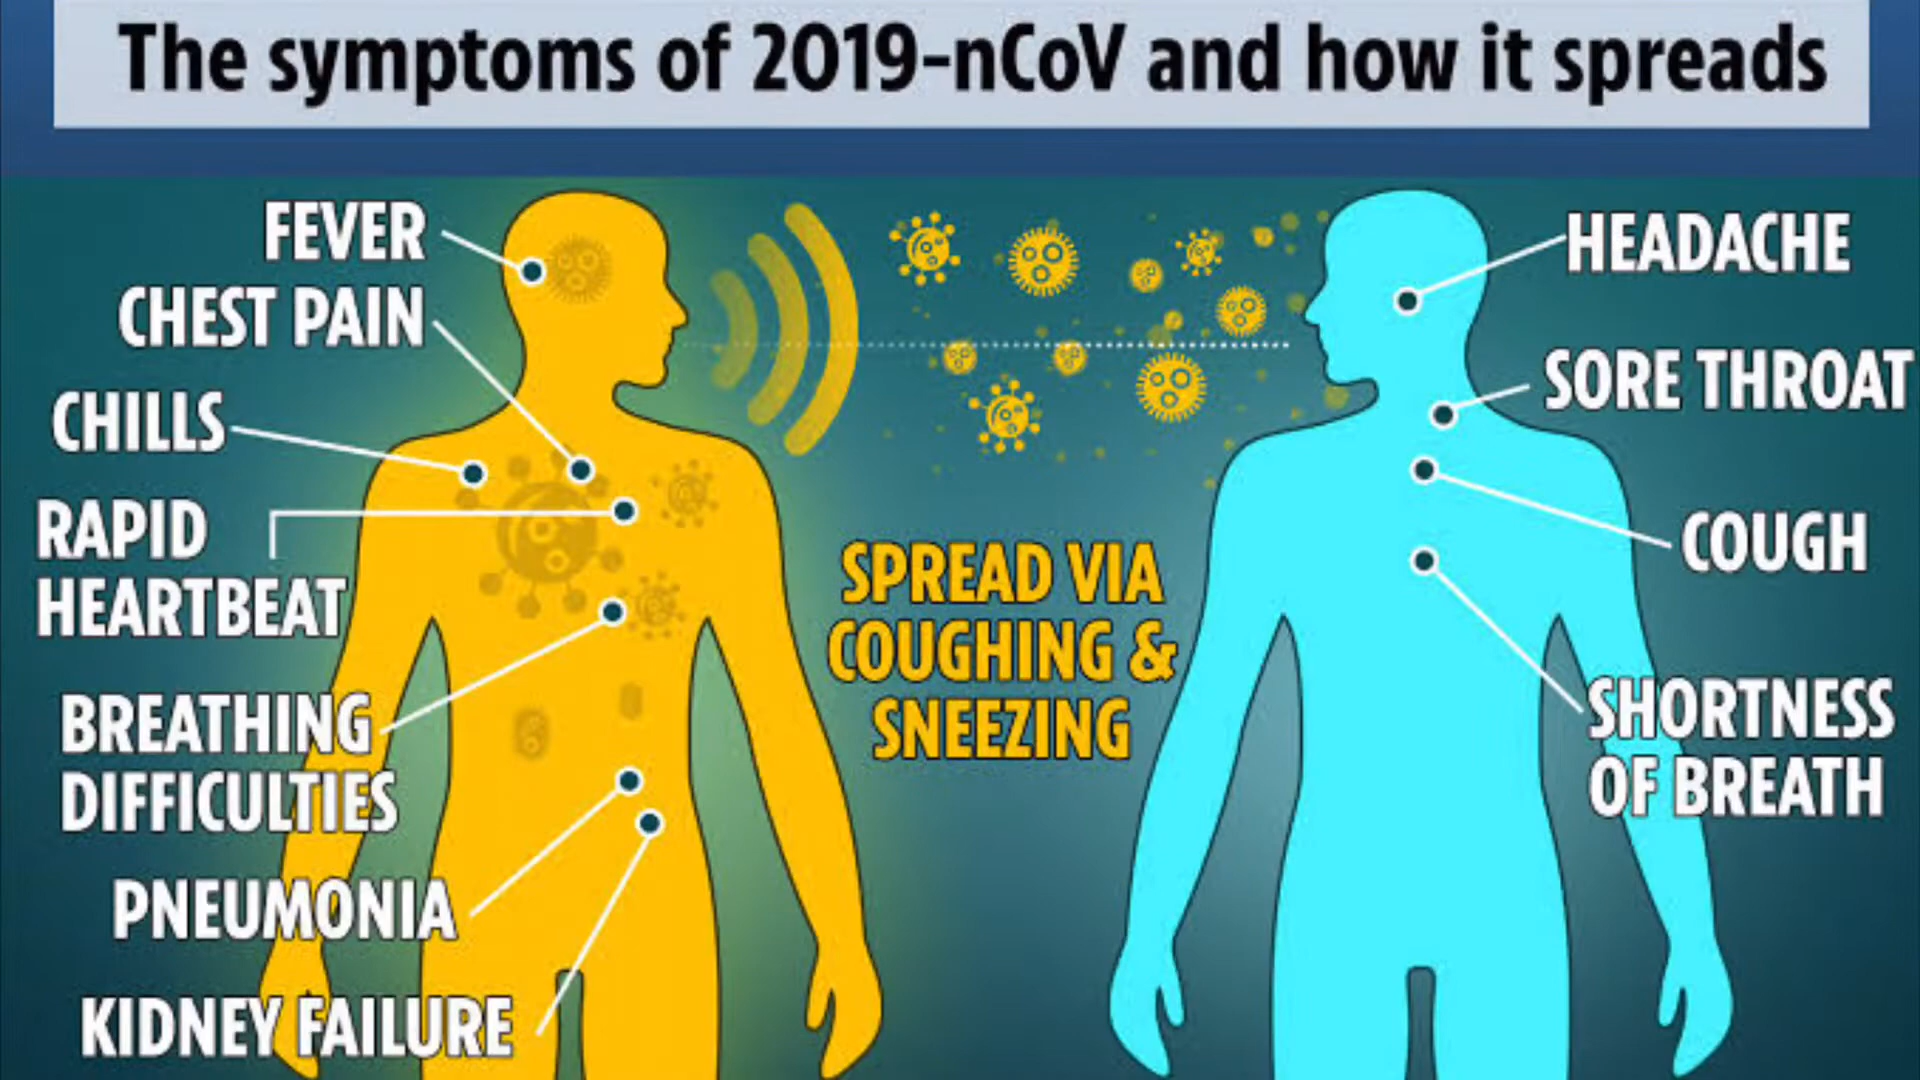 The symptoms of 2019-nCoV and how it spreads
FEVER
CHEST PAIN
CHILLS
RAPID
HEARTBEAT
BREATHING
DIFFICULTIES
PNEUMONIA
KIDNEY FAILURE
SPREAD VIA
COUGHING &
SNEEZING
HEADACHE
SORE THROAT
COUGH
SHORTNESS
OF BREATH